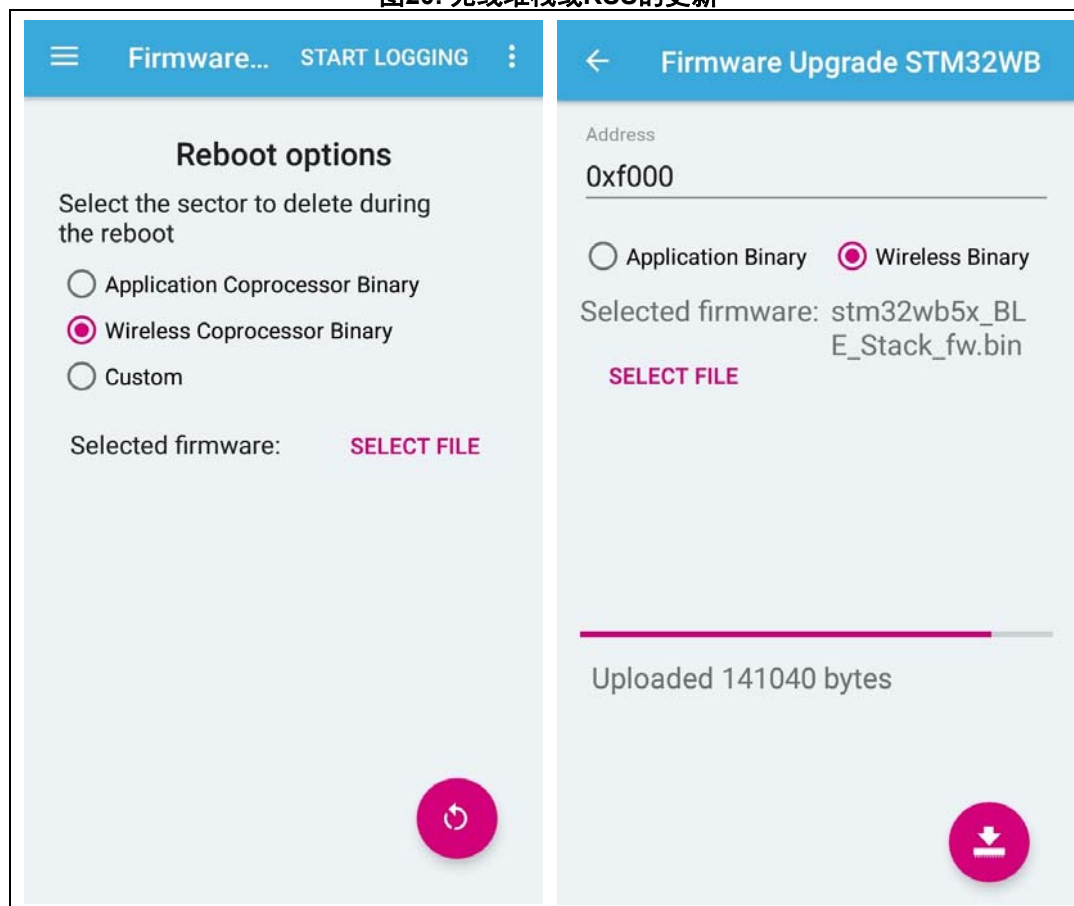 Firmware... START LOGGING
Reboot options
Select the sector to delete during
the reboot
Application Coprocessor Binary
Wireless Coprocessor Binary
Custom
Selected firmware: SELECT FILE
Firmware Upgrade STM32WB
Address
0xf000
Application Binary Wireless Binary
Selected firmware: stm32wb5x_BL
E_Stack_fw.bin
SELECT FILE
Uploaded 141040 bytes